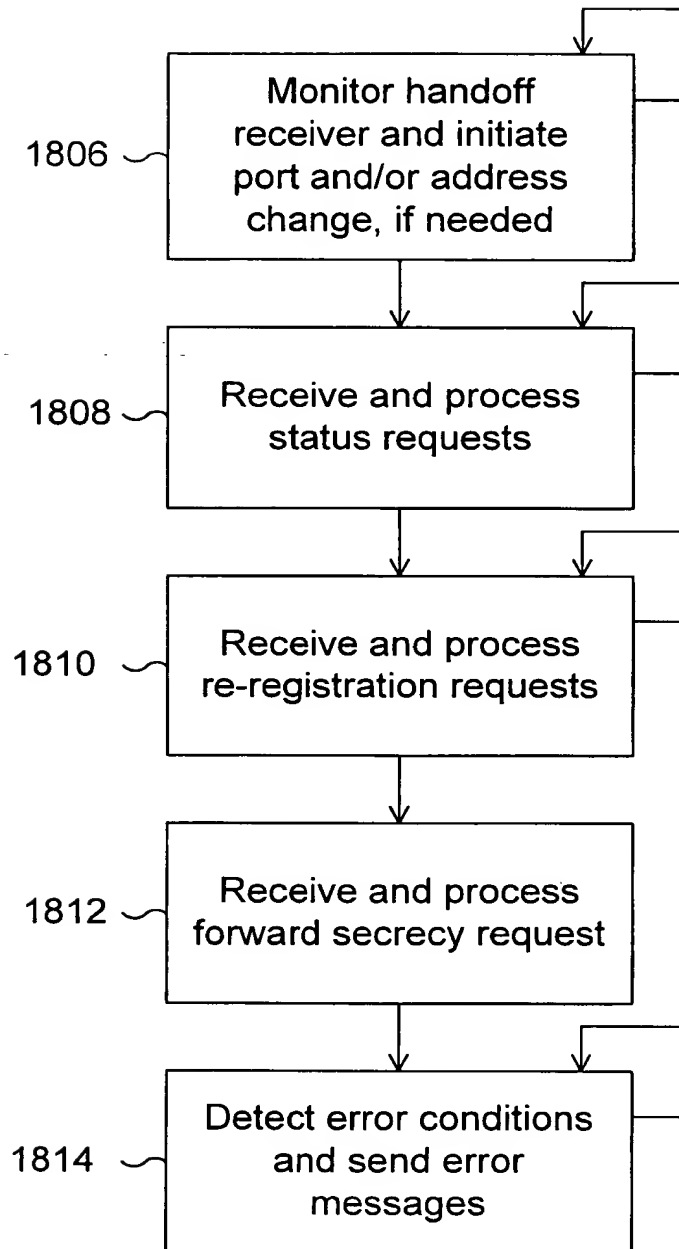 Monitor handoff
receiver and initiate
port and/or address
change, if needed
1806
Receive and process
status requests
1808
Receive and process
re-registration requests
1810
Receive and process
forward secrecy request
1812
Detect error conditions
and send error
messages
1814